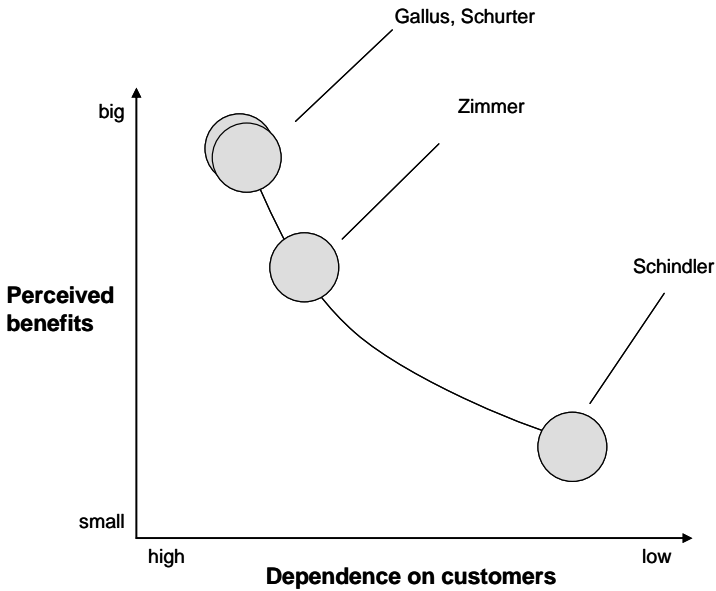 Gallus, Schurter
big
Zimmer
Schindler
Perceived
benefits
small
high
low
Dependence on customers